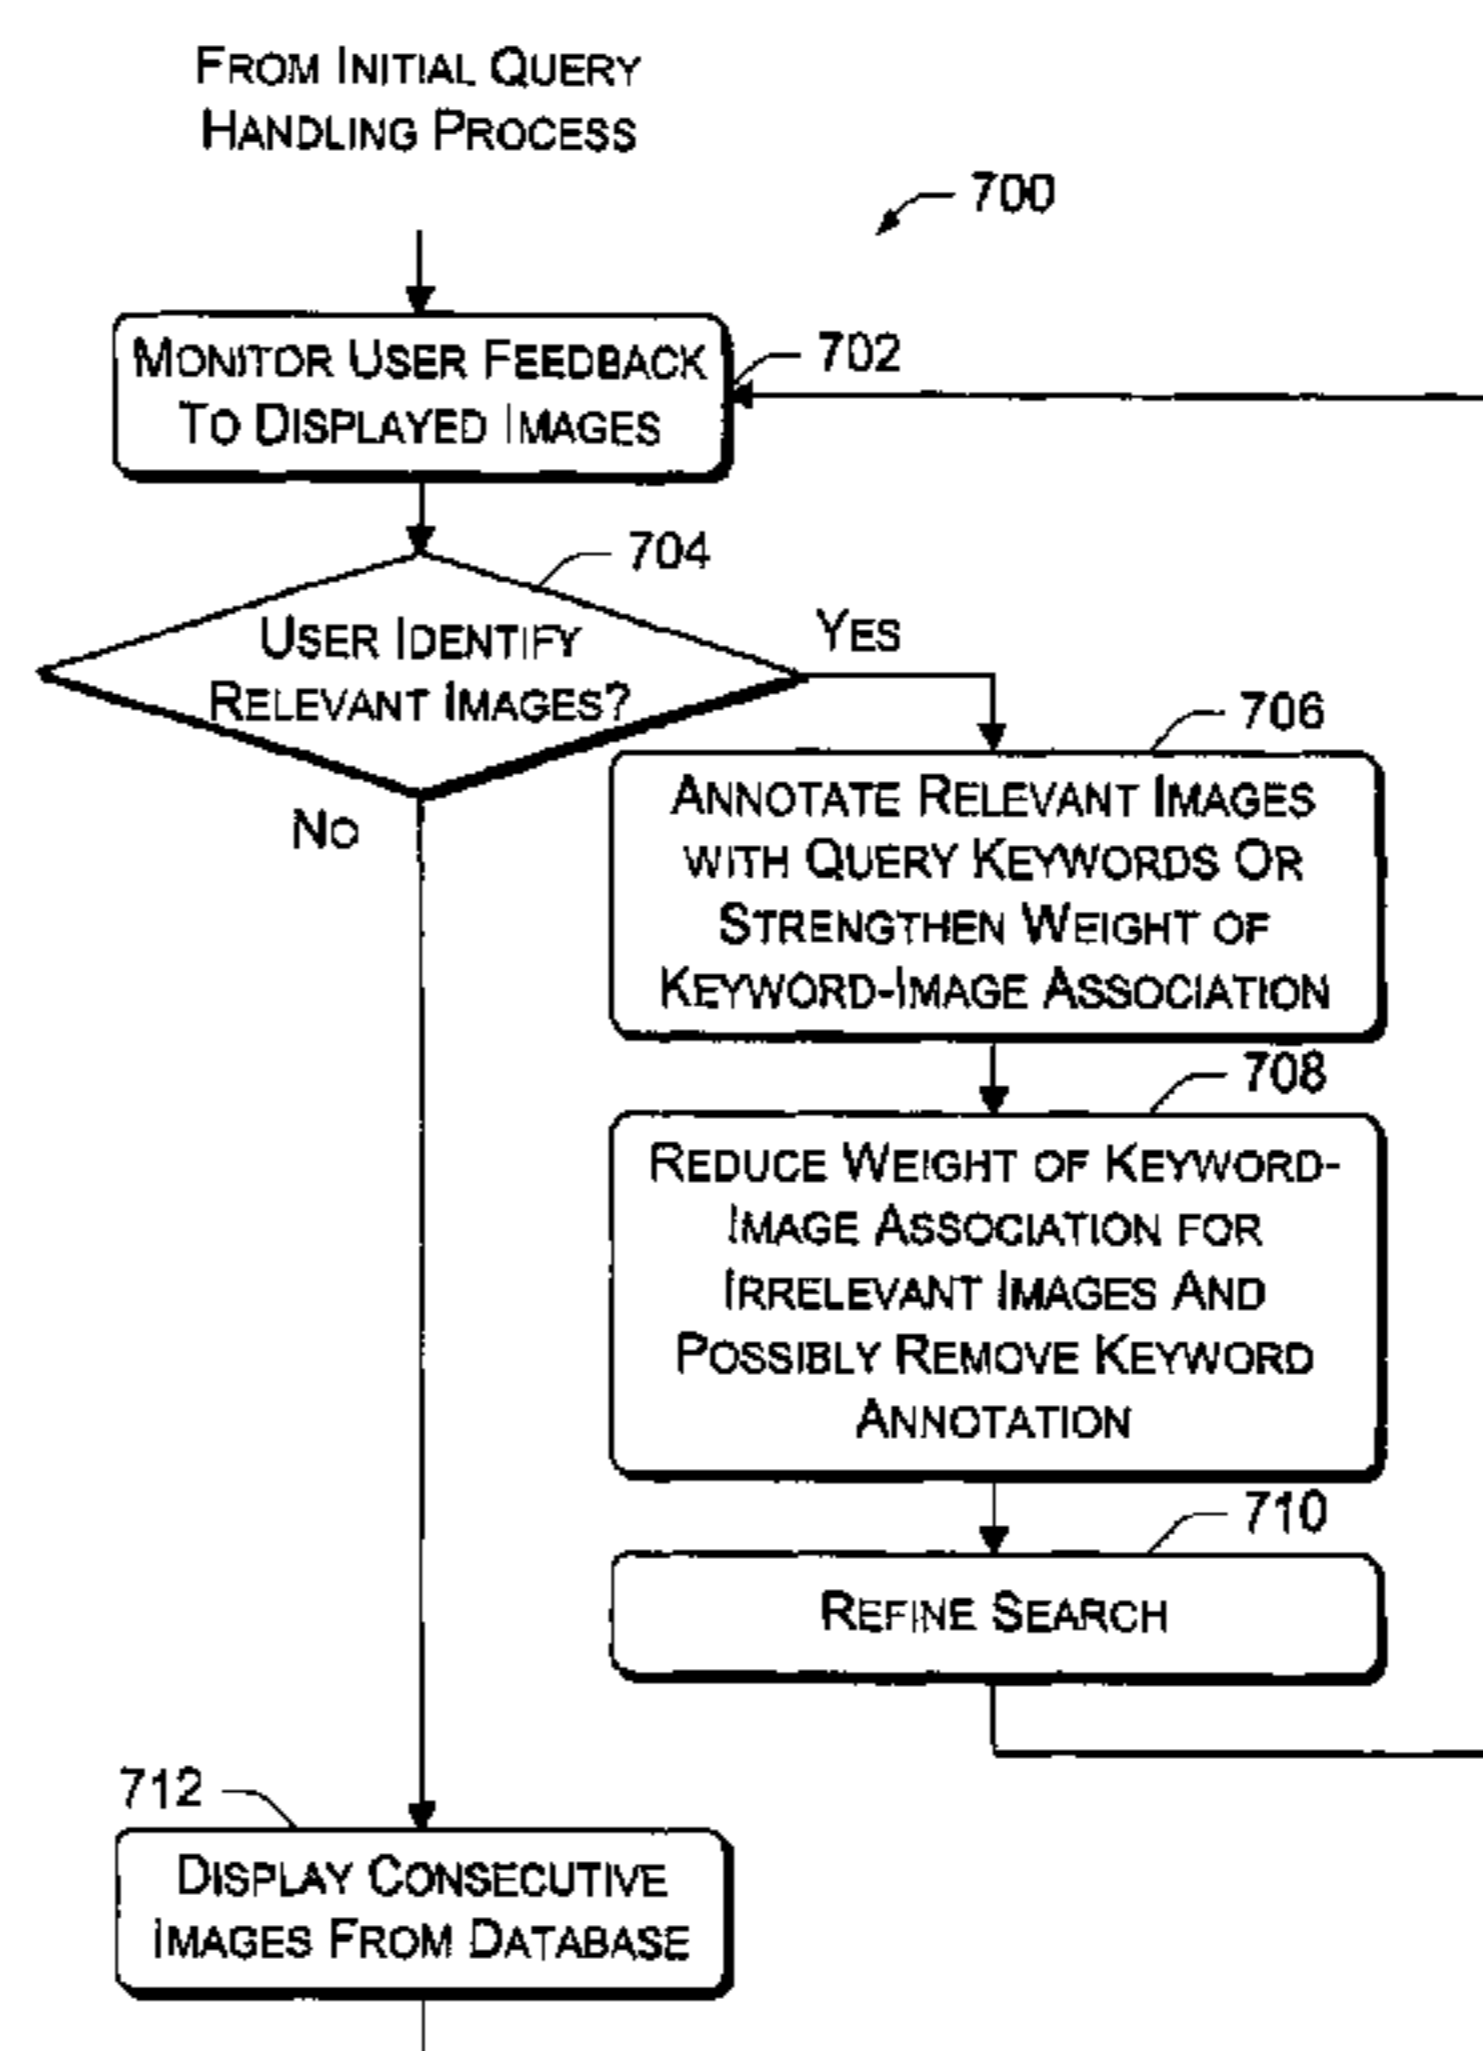 FROM INITIAL QUERY
HANDLING PROCESS
700
MONITOR USER FEEDBACK
TO DISPLAYED IMAGES
702
704
USER IDENTIFY
RELEVANT IMAGES?
YES
NO
706
ANNOTATE RELEVANT IMAGES
WITH QUERY KEYWORDS OR
STRENGTHEN WEIGHT OF
KEYWORD-IMAGE ASSOCIATION
708
REDUCE WEIGHT OF KEYWORD-
IMAGE ASSOCIATION FOR
IRRELEVANT IMAGES AND
POSSIBLY REMOVE KEYWORD
ANNOTATION
710
REFINE SEARCH
712
DISPLAY CONSECUTIVE
IMAGES FROM DATABASE